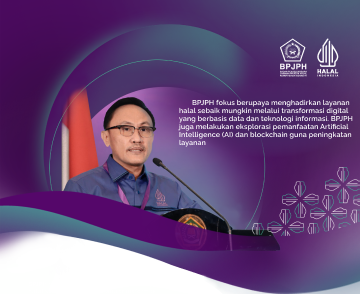 BPJPH
HALAL
INDONESIA
BPJPH fokus berupaya menghadirkan layanan
halal sebaik mungkin melalui transformasi digital
yang berbasis data dan teknologi informasi. BPJPH
juga melakukan eksplorasi pemanfaatan Artificial
Intelligence (AI) dan blockchain guna peningkatan
layanan